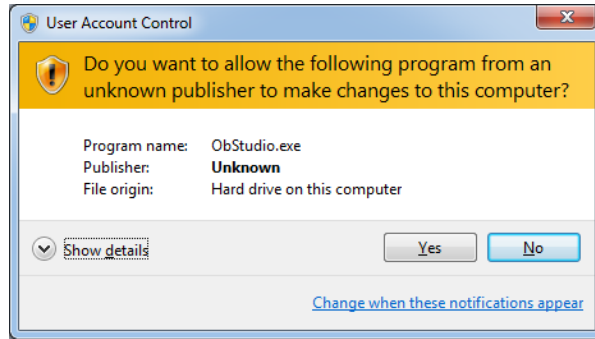 User Account Control
Do you want to allow the following program from an
unknown publisher to make changes to this computer?
Program name: ObStudio.exe
Publisher: Unknown
File origin: Hard drive on this computer
Show details Yes No
Change when these notifications appear